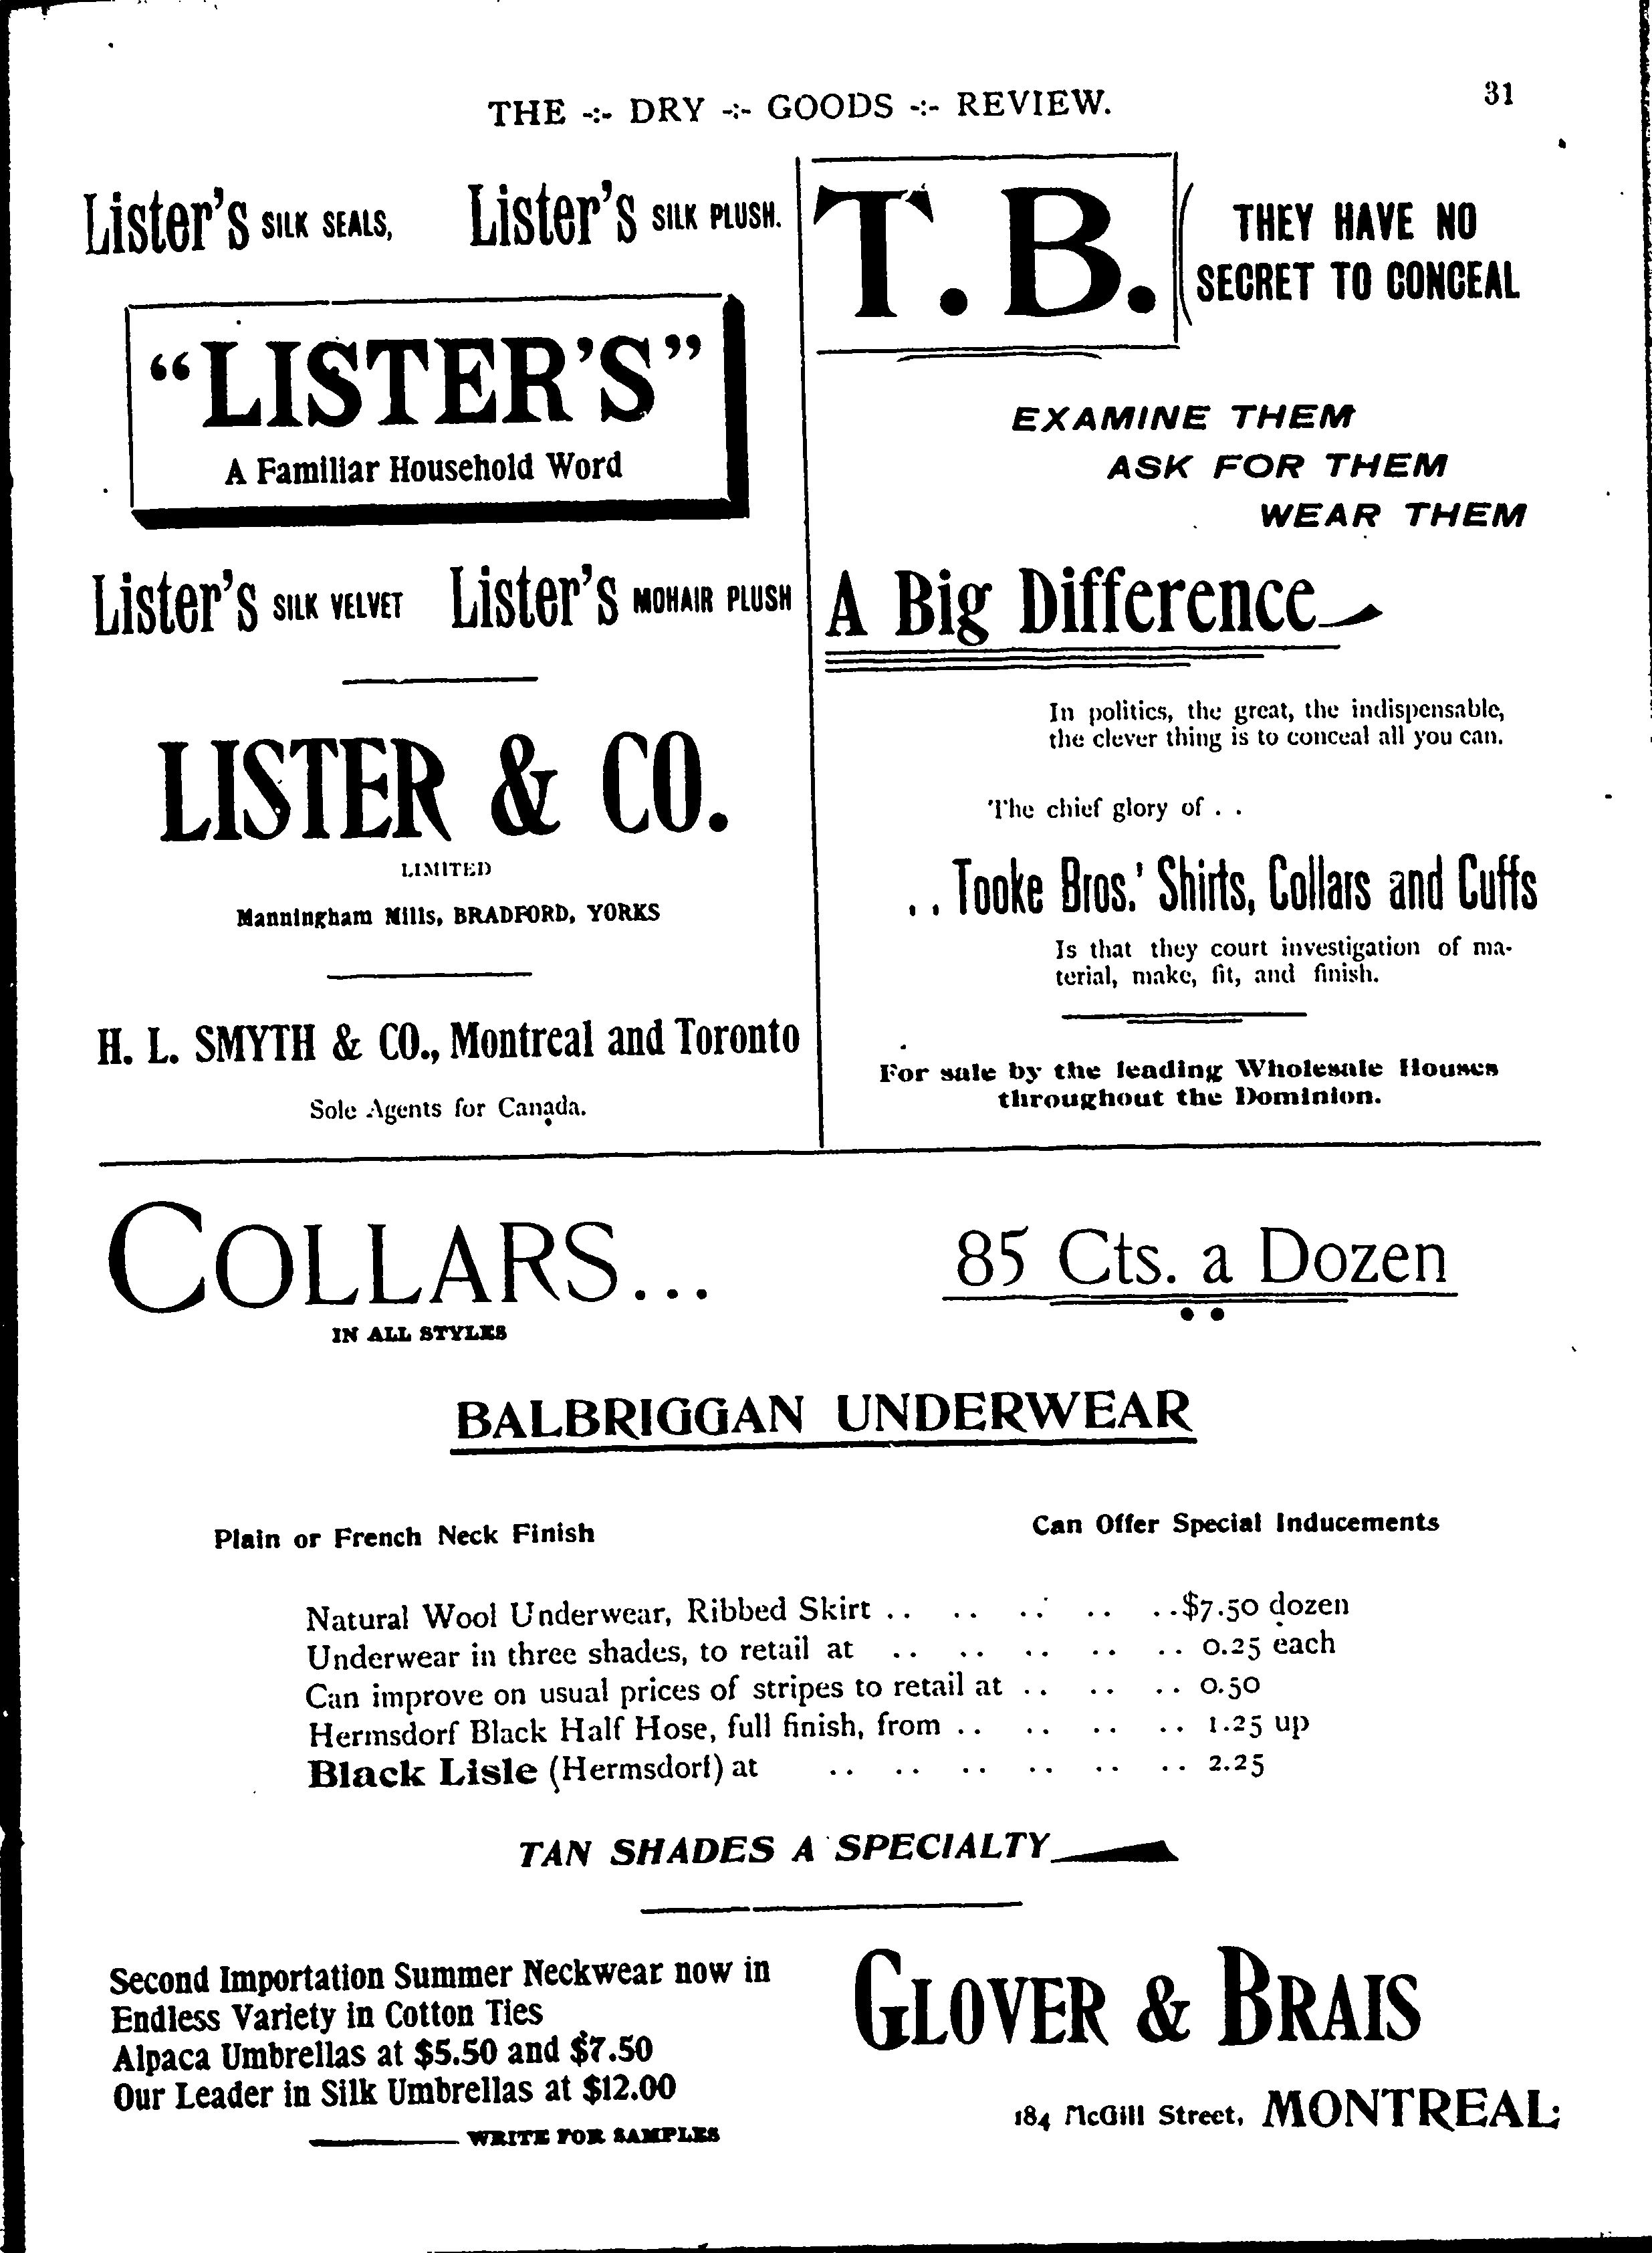 THE -:- DRY -:- GOODS -:- REVIEW.
31
Lister's SILK SEALS,
Lister's SILK PLUSH.
"LISTER'S"
A Familiar Household Word
Lister's SILK VELVET
Lister's MOHAIR PLUSH
LISTER & CO.
LIMITED
Manningham Mills, BRADFORD, YORKS
H. L. SMYTH & CO., Montreal and Toronto
Sole Agents for Canada.
T. B.
THEY HAVE NO
SECRET TO CONCEAL
EXAMINE THEM
ASK FOR THEM
WEAR THEM
A Big Difference
In politics, the great, the indispensable,
the clever thing is to conceal all you can.
The chief glory of . .
. . Tooke Bros.' Shirts, Collars and Cuffs
Is that they court investigation of ma-
terial, make, fit, and finish.
For sale by the leading Wholesale Houses
throughout the Dominion.
COLLARS...
IN ALL STYLES
85 Cts. a Dozen
BALBRIGGAN UNDERWEAR
Plain or French Neck Finish
Can Offer Special Inducements
Natural Wool Underwear, Ribbed Skirt .. .. .. .. ..$7.50 dozen
Underwear in three shades, to retail at .. .. .. .. .. 0.25 each
Can improve on usual prices of stripes to retail at .. .. .. 0.50
Hermsdorf Black Half Hose, full finish, from .. .. .. .. 1.25 up
Black Lisle (Hermsdorf) at .. .. .. .. .. .. 2.25
TAN SHADES A SPECIALTY
Second Importation Summer Neckwear now in
Endless Variety in Cotton Ties
Alpaca Umbrellas at $5.50 and $7.50
Our Leader in Silk Umbrellas at $12.00
WRITE FOR SAMPLES
GLOVER & BRAIS
184 McGill Street, MONTREAL